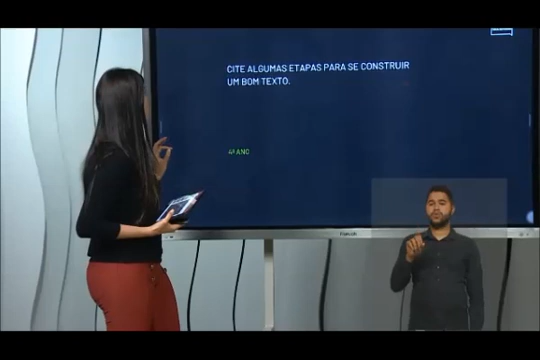 CITE ALGUMAS ETAPAS PARA SE CONSTRUIR
UM BOM TEXTO.
4º ANO